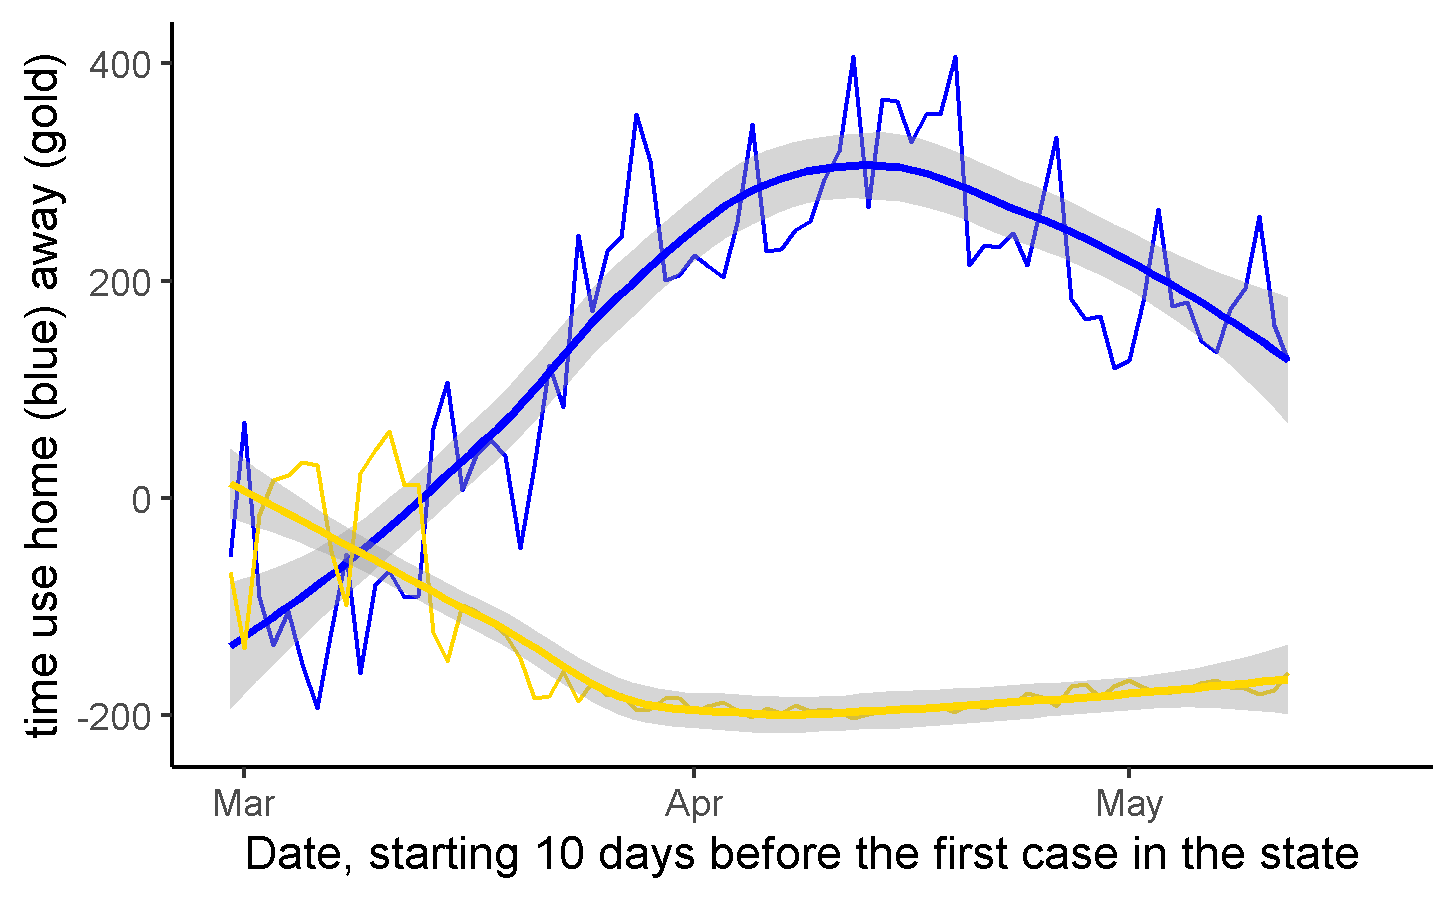 time use home (blue) away (gold)
400
200
0
-200
Mar
Apr
May
Date, starting 10 days before the first case in the state